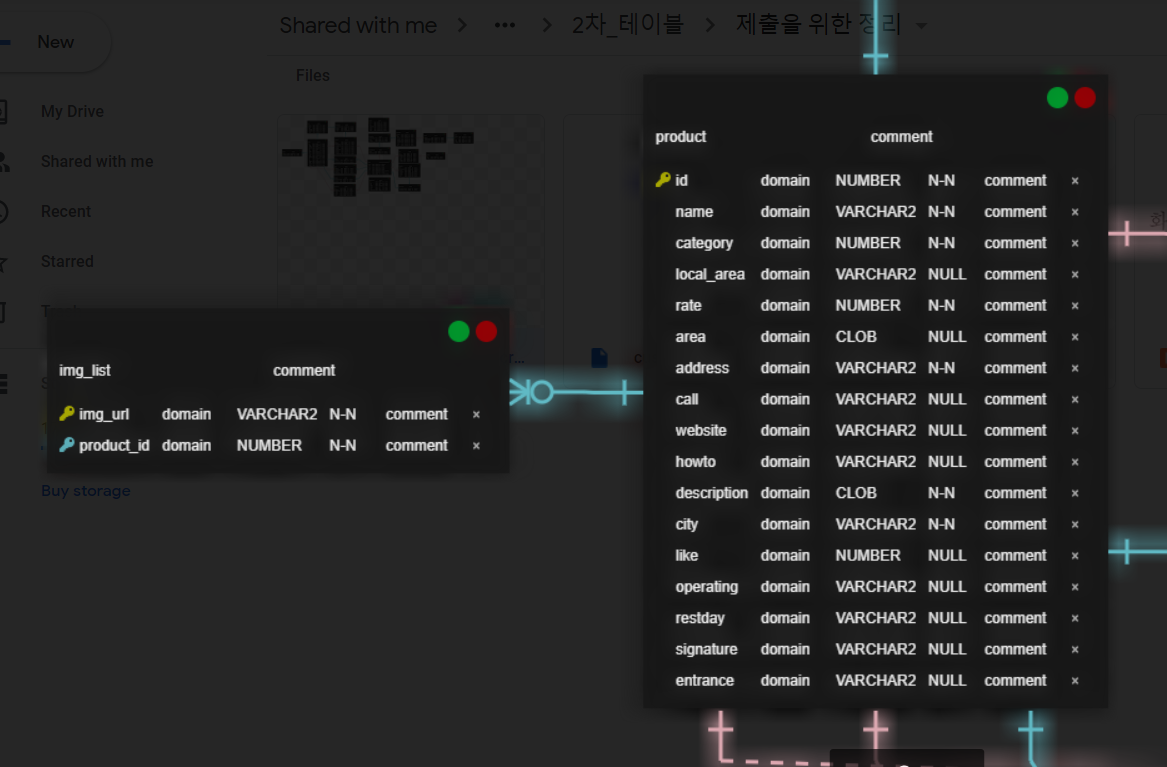 Shared with me > ••• > 2차_테이블 > 제출을 위한 정리
New
Files
My Drive
Shared with me
Recent
Starred
Buy storage
img_list comment
img_url domain VARCHAR2 N-N comment ×
product_id domain NUMBER N-N comment ×
product comment
id domain NUMBER N-N comment ×
name domain VARCHAR2 N-N comment ×
category domain NUMBER N-N comment ×
local_area domain VARCHAR2 NULL comment ×
rate domain NUMBER N-N comment ×
area domain CLOB NULL comment ×
address domain VARCHAR2 N-N comment ×
call domain VARCHAR2 NULL comment ×
website domain VARCHAR2 NULL comment ×
howto domain VARCHAR2 NULL comment ×
description domain CLOB N-N comment ×
city domain VARCHAR2 N-N comment ×
like domain NUMBER NULL comment ×
operating domain VARCHAR2 NULL comment ×
restday domain VARCHAR2 NULL comment ×
signature domain VARCHAR2 NULL comment ×
entrance domain VARCHAR2 NULL comment ×